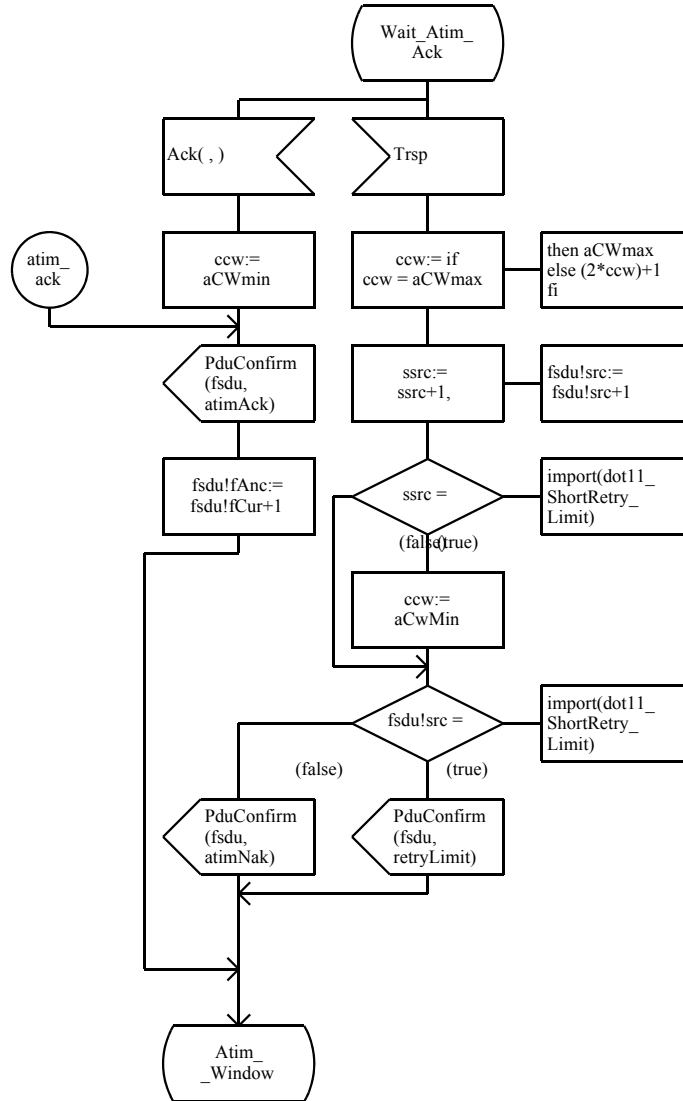 Wait_Atim_
Ack
Ack( , )
Trsp
atim_
ack
ccw:=
aCWmin
ccw:= if
ccw = aCWmax
then aCWmax
else (2*ccw)+1
fi
PduConfirm
(fsdu,
atimAck)
ssrc:=
ssrc+1,
fsdu!src:=
fsdu!src+1
fsdu!fAnc:=
fsdu!fCur+1
ssrc =
import(dot11_
ShortRetry_
Limit)
(false)
(true)
ccw:=
aCwMin
fsdu!src =
import(dot11_
ShortRetry_
Limit)
(false)
(true)
PduConfirm
(fsdu,
atimNak)
PduConfirm
(fsdu,
retryLimit)
Atim_
_Window